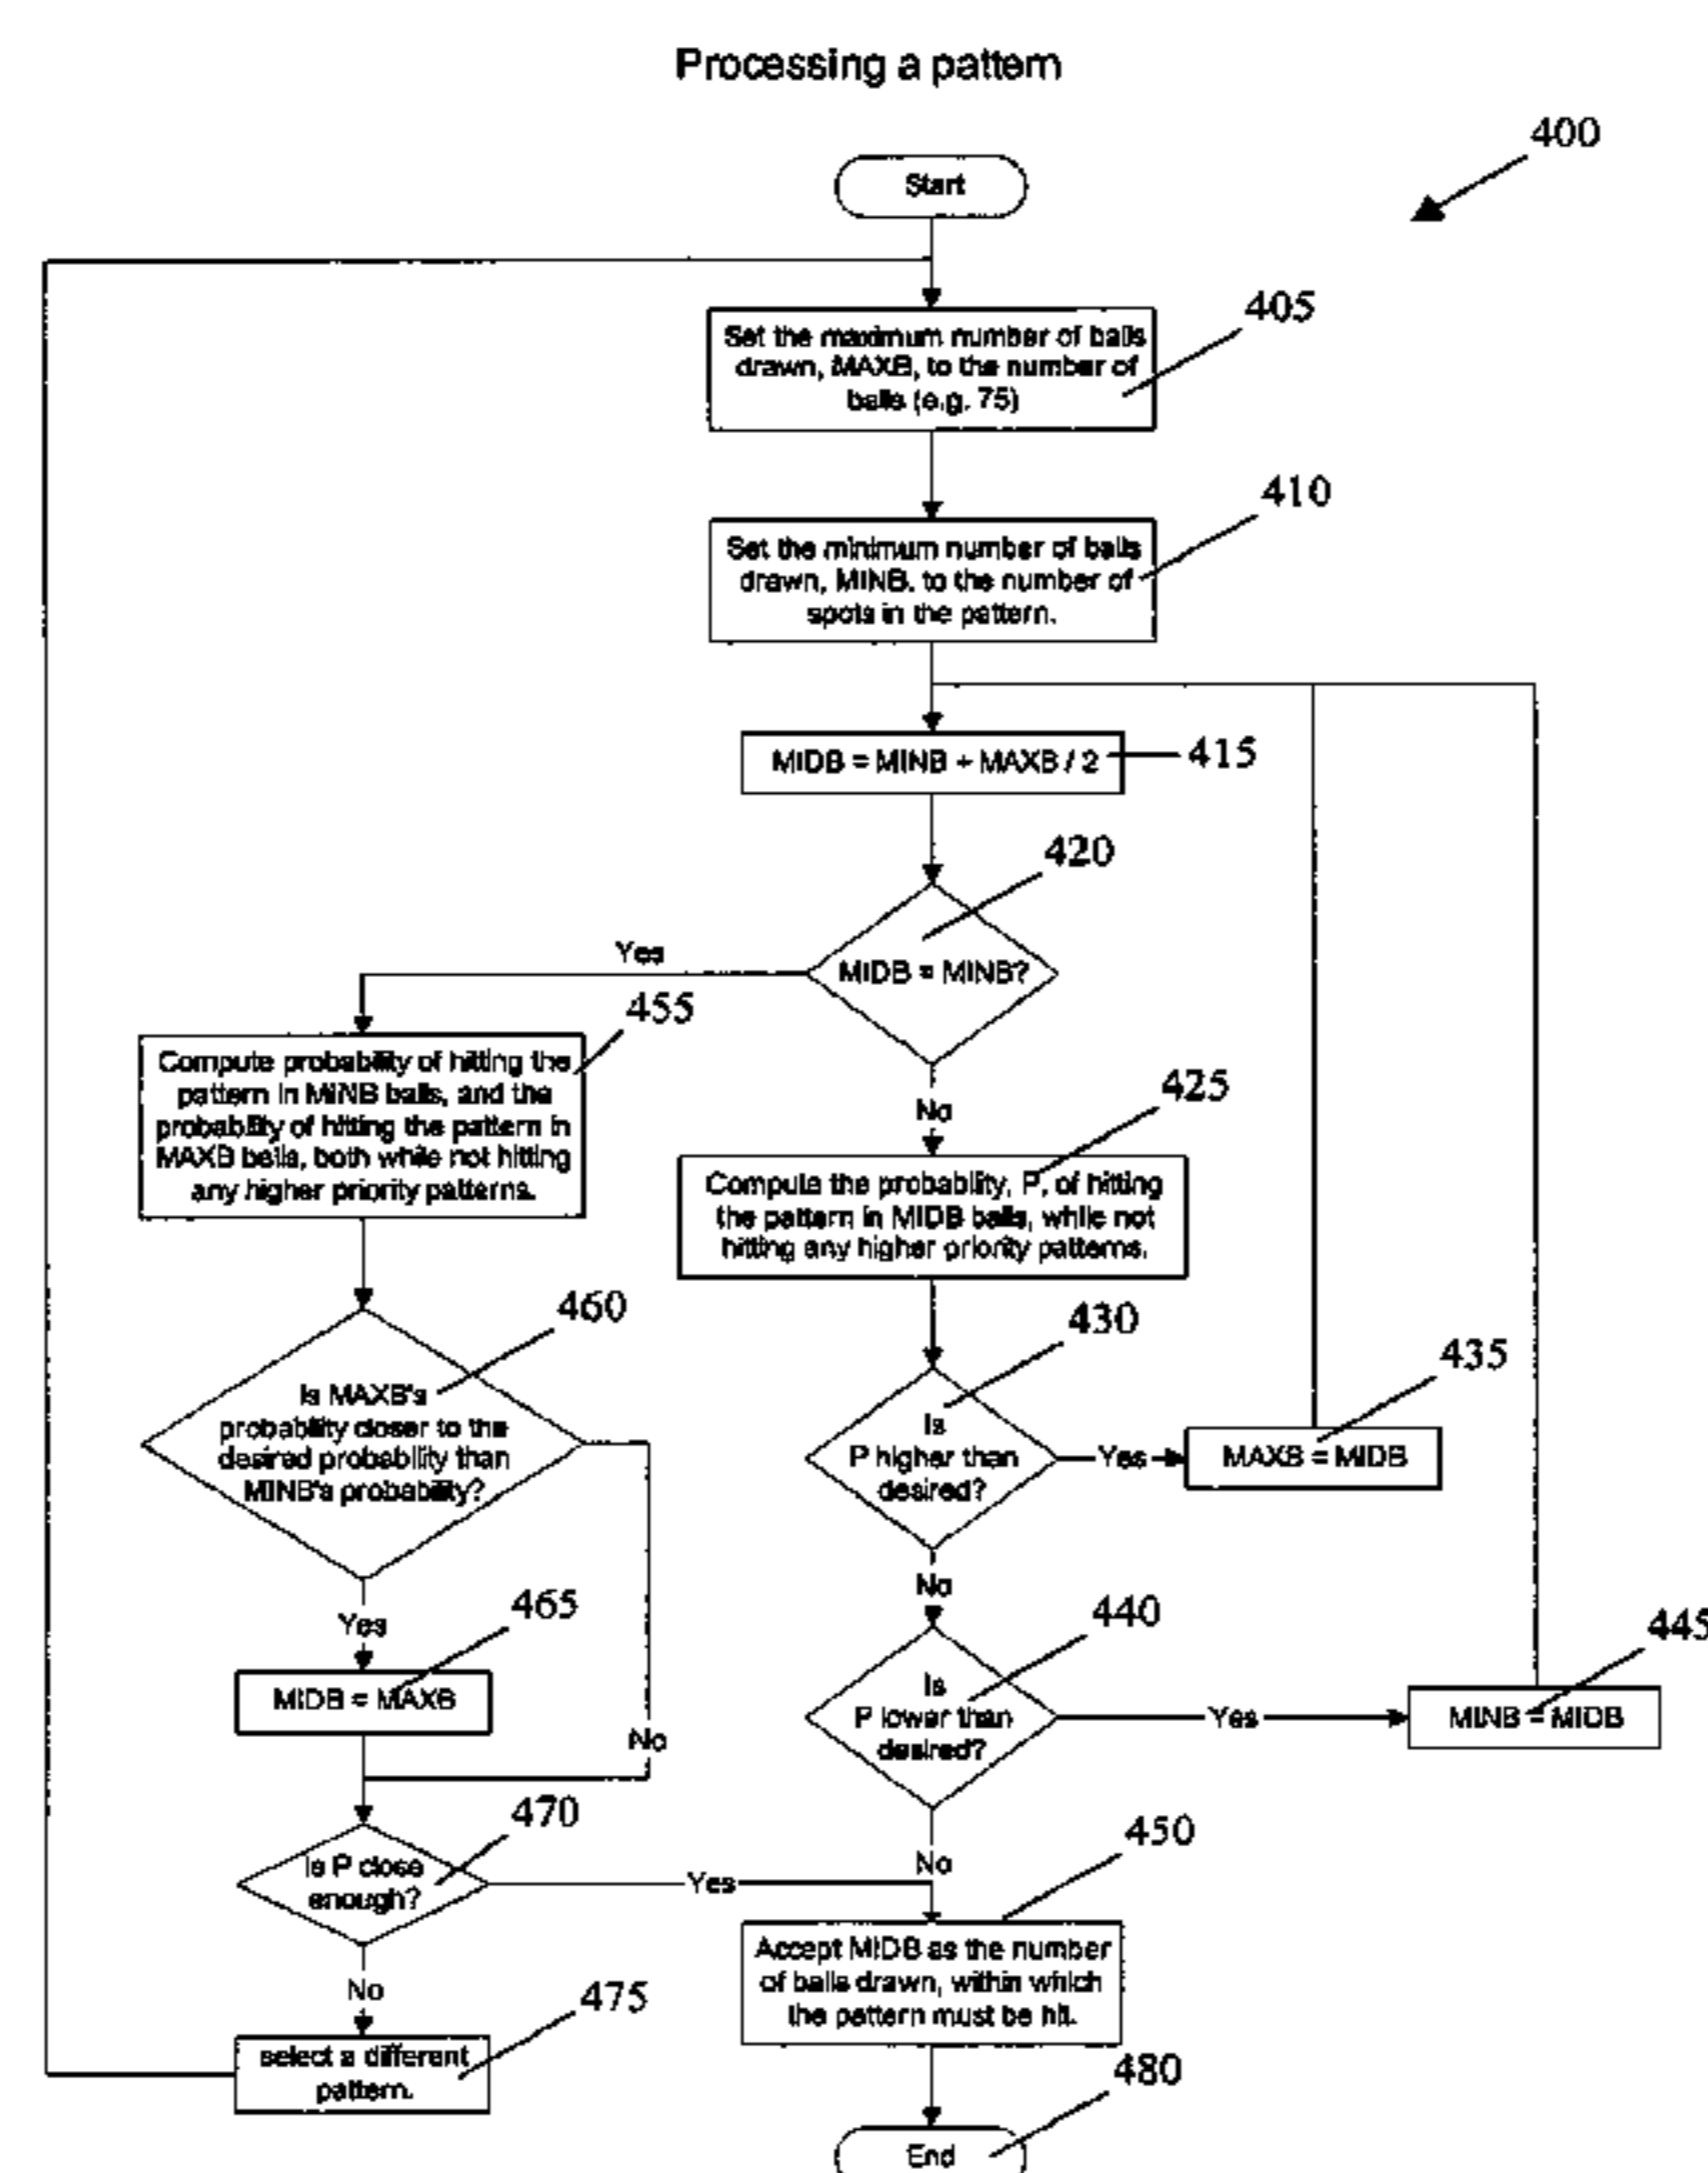 Processing a pattern
400
Start
405
Set the maximum number of balls
drawn, MAXB, to the number of
balls (e.g. 75)
410
Set the minimum number of balls
drawn, MINB, to the number of
spots in the pattern.
MIDB = MINB + MAXB / 2
415
420
MIDB = MINB?
Yes
455
Compute probability of hitting the
pattern in MINB balls, and the
probability of hitting the pattern in
MAXB balls, both while not hitting
any higher priority patterns.
No
425
Compute the probability, P, of hitting
the pattern in MIDB balls, while not
hitting any higher priority patterns.
460
Is MAXB's
probability closer to the
desired probability than
MINB's probability?
430
Is
P higher than
desired?
Yes
435
MAXB = MIDB
No
Yes
465
MIDB = MAXB
No
440
Is
P lower than
desired?
Yes
445
MINB = MIDB
470
Is P close
enough?
Yes
No
450
Accept MIDB as the number
of balls drawn, within which
the pattern must be hit.
No
475
select a different
pattern.
480
End